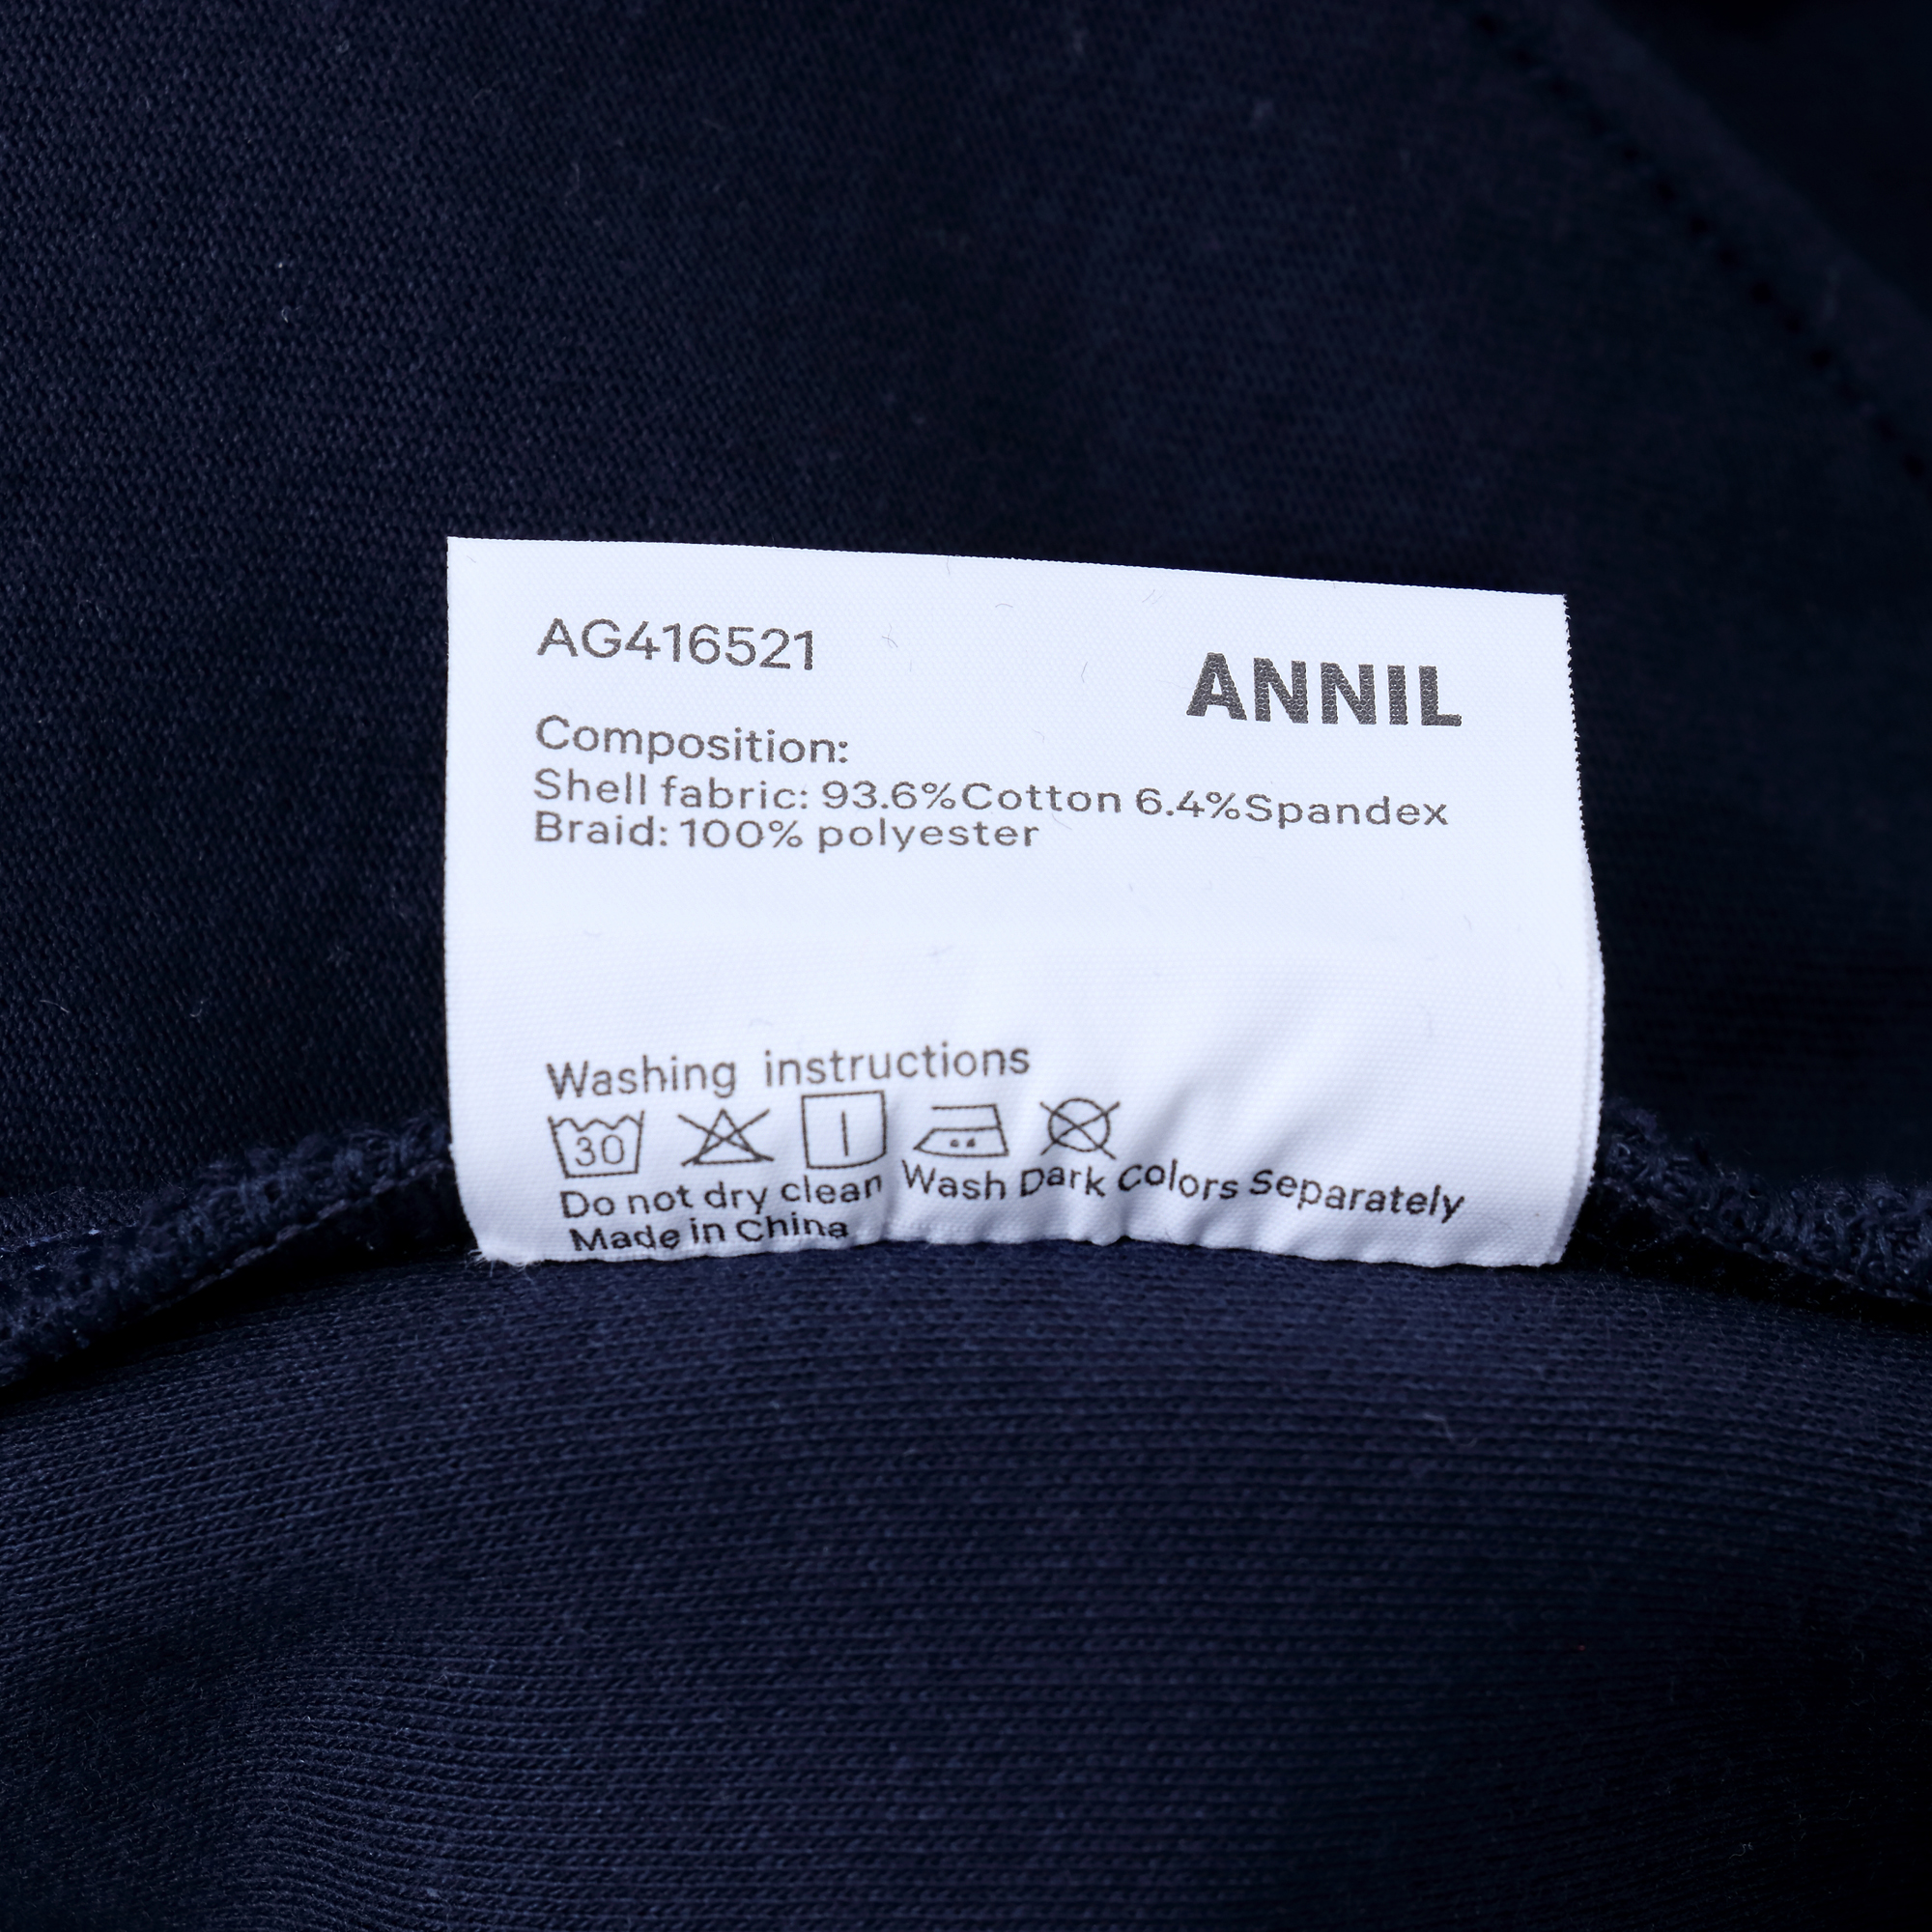 AG416521
ANNIL
Composition:
Shell fabric: 93.6%Cotton 6.4%Spandex
Braid: 100% polyester
Washing instructions
30
Do not dry clean Wash Dark colors Separately
Made in China